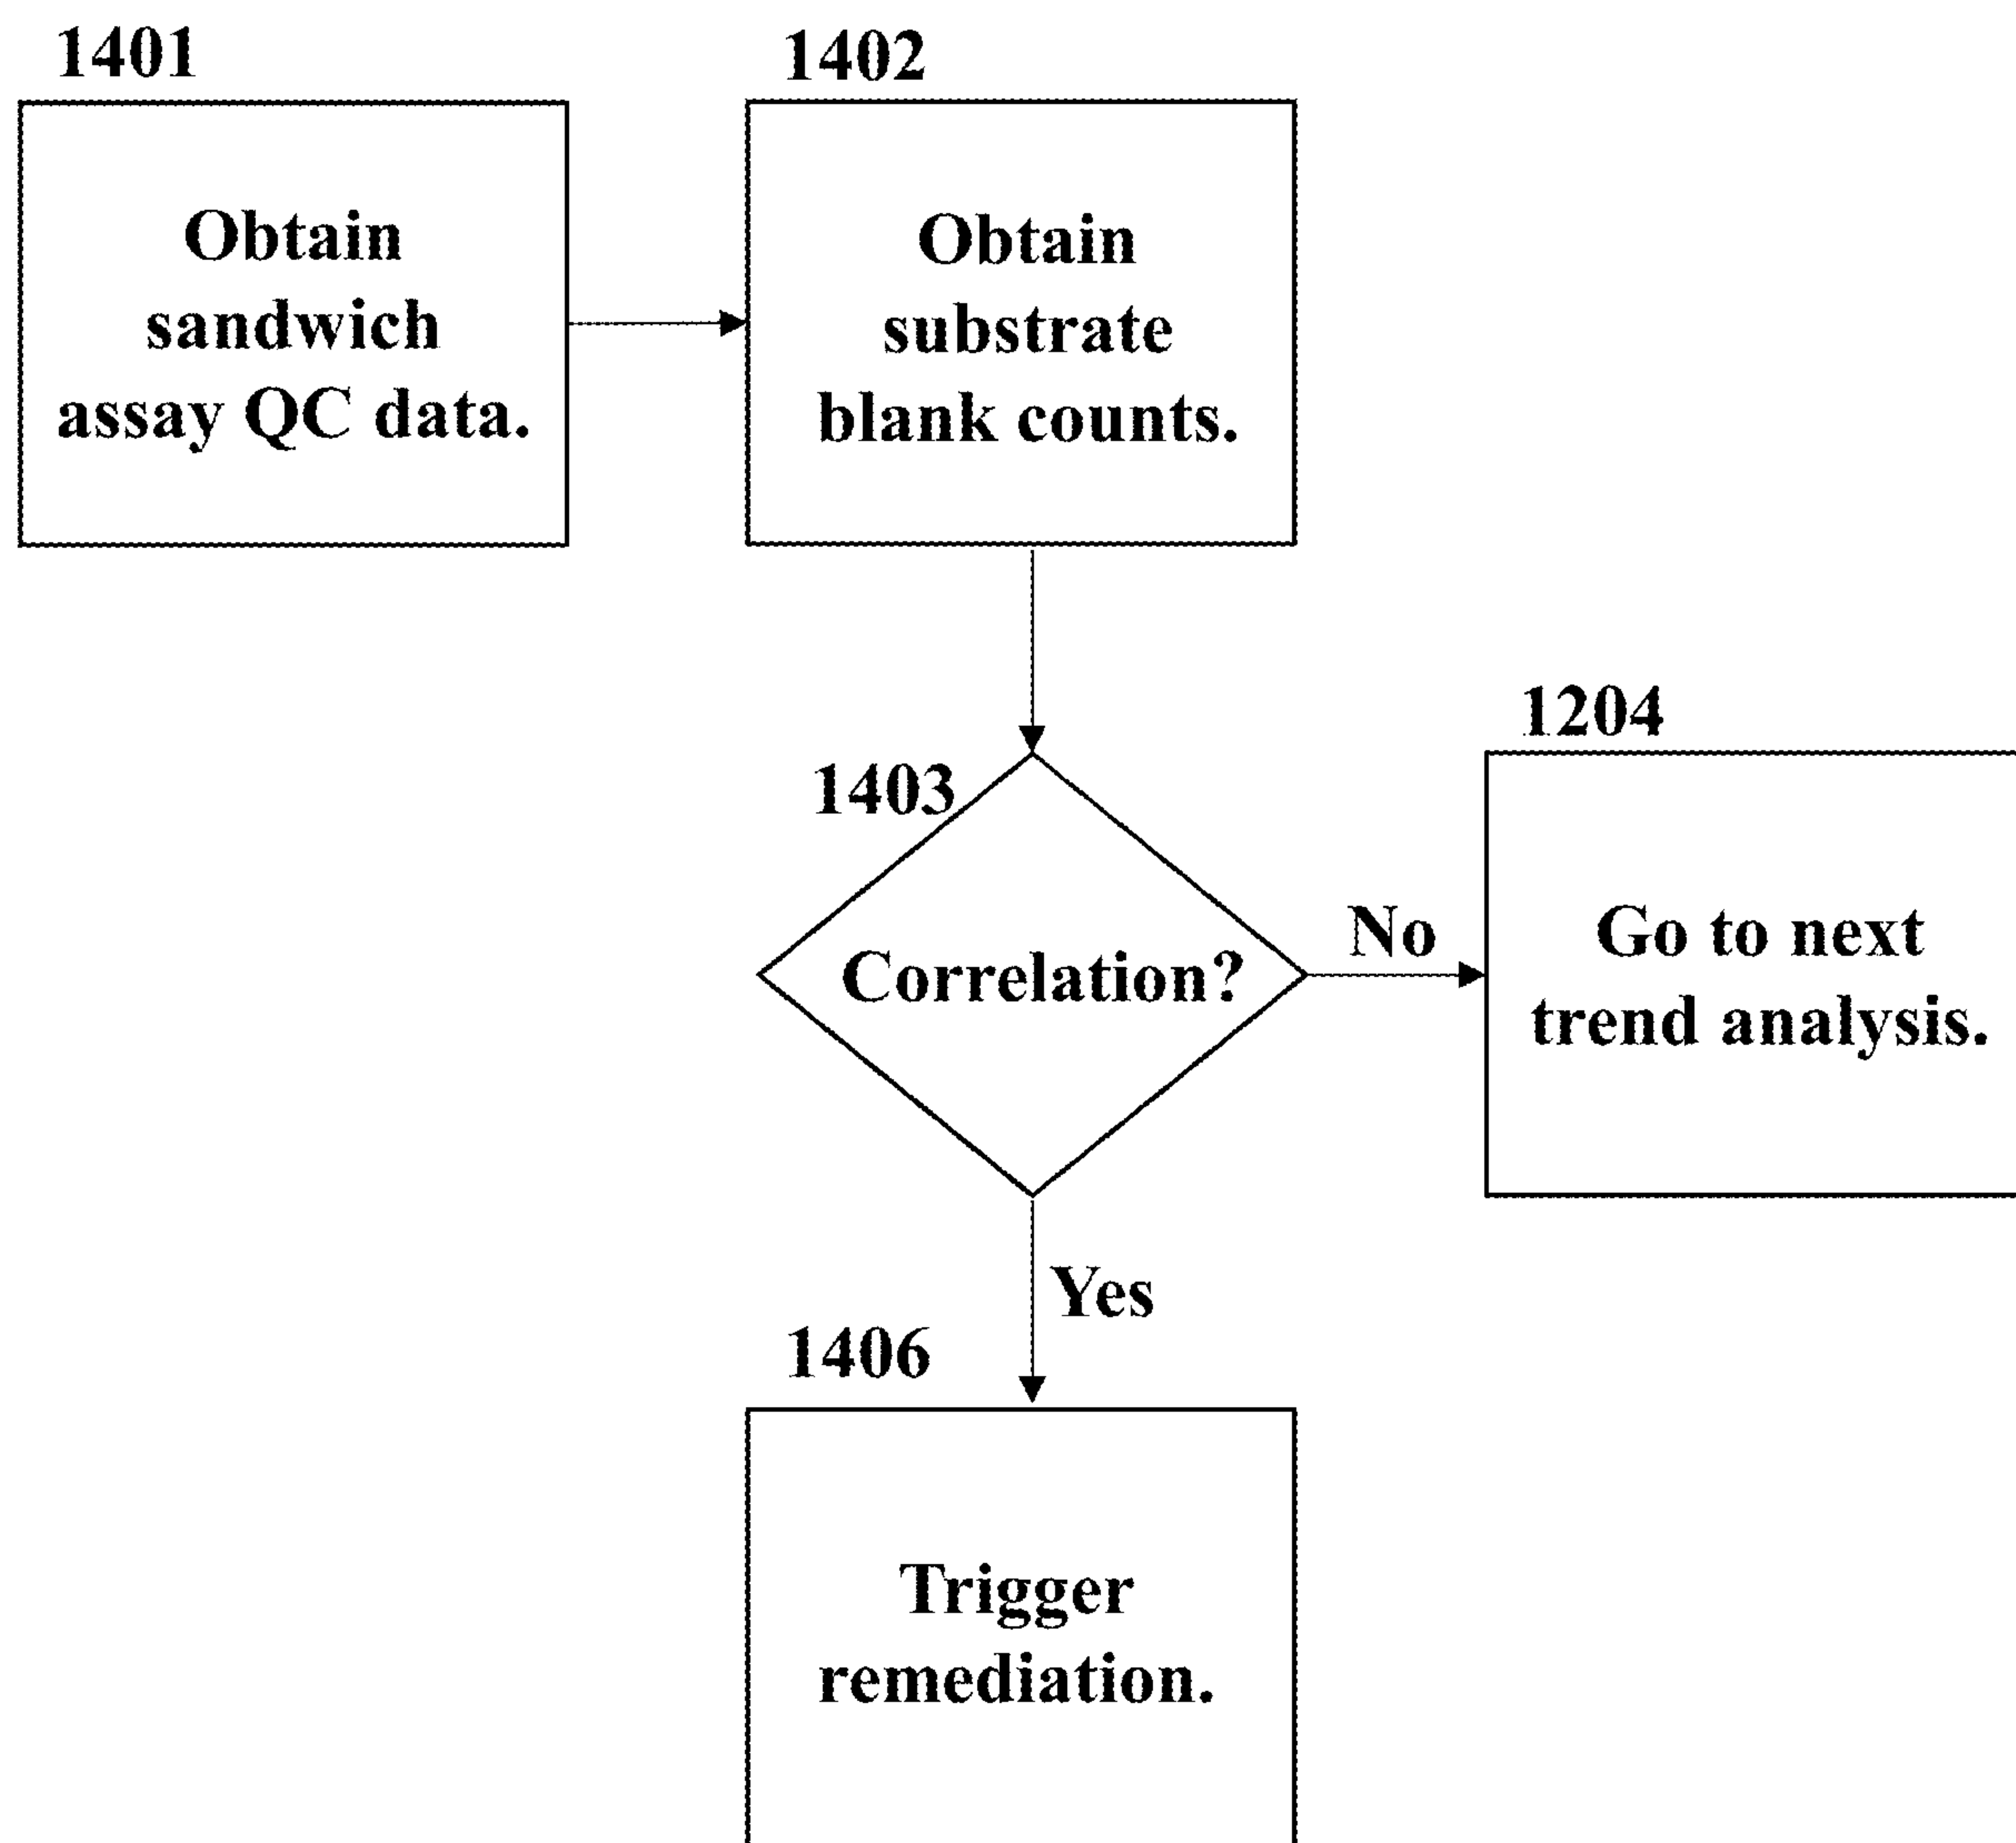 1401
Obtain
sandwich
assay QC data.
1402
Obtain
substrate
blank counts.
1403
Correlation?
No
1204
Go to next
trend analysis.
Yes
1406
Trigger
remediation.